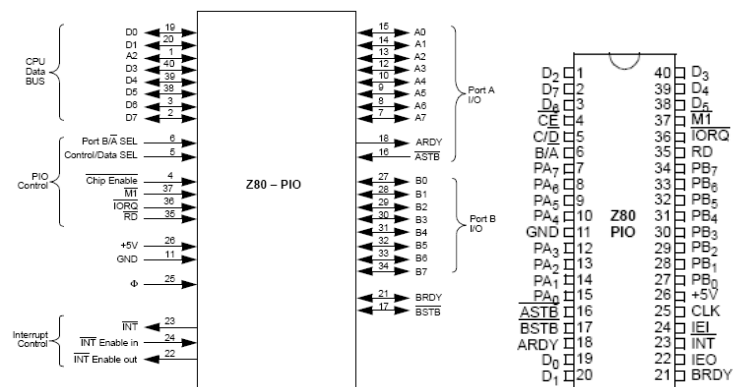 CPU
Data
BUS
D0 19
D1 20
A2 1
D3 40
D4 39
D5 38
D6 3
D7 2
PIO
Control
Port B/A̅ SEL 6
Control/Data SEL 5
Chip Enable 4
M1 37
IORQ 36
RD 35
+5V 26
GND 11
Φ 25
Interrupt
Control
INT 23
INT Enable in 24
INT Enable out 22
Z80 – PIO
15 A0
14 A1
13 A2
12 A3
10 A4
9 A5
8 A6
7 A7
Port A
I/O
18 ARDY
16 ASTB
27 B0
28 B1
29 B2
30 B3
31 B4
32 B5
33 B6
34 B7
Port B
I/O
21 BRDY
17 BSTB
D2 1
D7 2
D6 3
CE 4
C/D 5
B/A 6
PA7 7
PA6 8
PA5 9
PA4 10
GND 11
PA3 12
PA2 13
PA1 14
PA0 15
ASTB 16
BSTB 17
ARDY 18
D0 19
D1 20
Z80
PIO
40 D3
39 D4
38 D5
37 M1
36 IORQ
35 RD
34 PB7
33 PB6
32 PB5
31 PB4
30 PB3
29 PB2
28 PB1
27 PB0
26 +5V
25 CLK
24 IEI
23 INT
22 IEO
21 BRDY